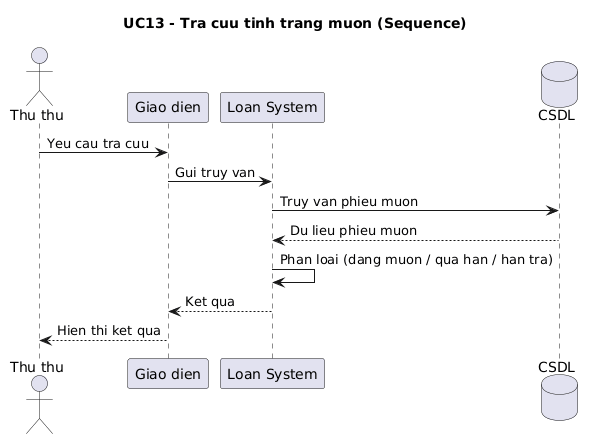 UC13 - Tra cuu tinh trang muon (Sequence)
Thu thu
Giao dien
Loan System
CSDL
Yeu cau tra cuu
Gui truy van
Truy van phieu muon
Du lieu phieu muon
Phan loai (dang muon / qua han / han tra)
Ket qua
Hien thi ket qua
Thu thu
Giao dien
Loan System
CSDL